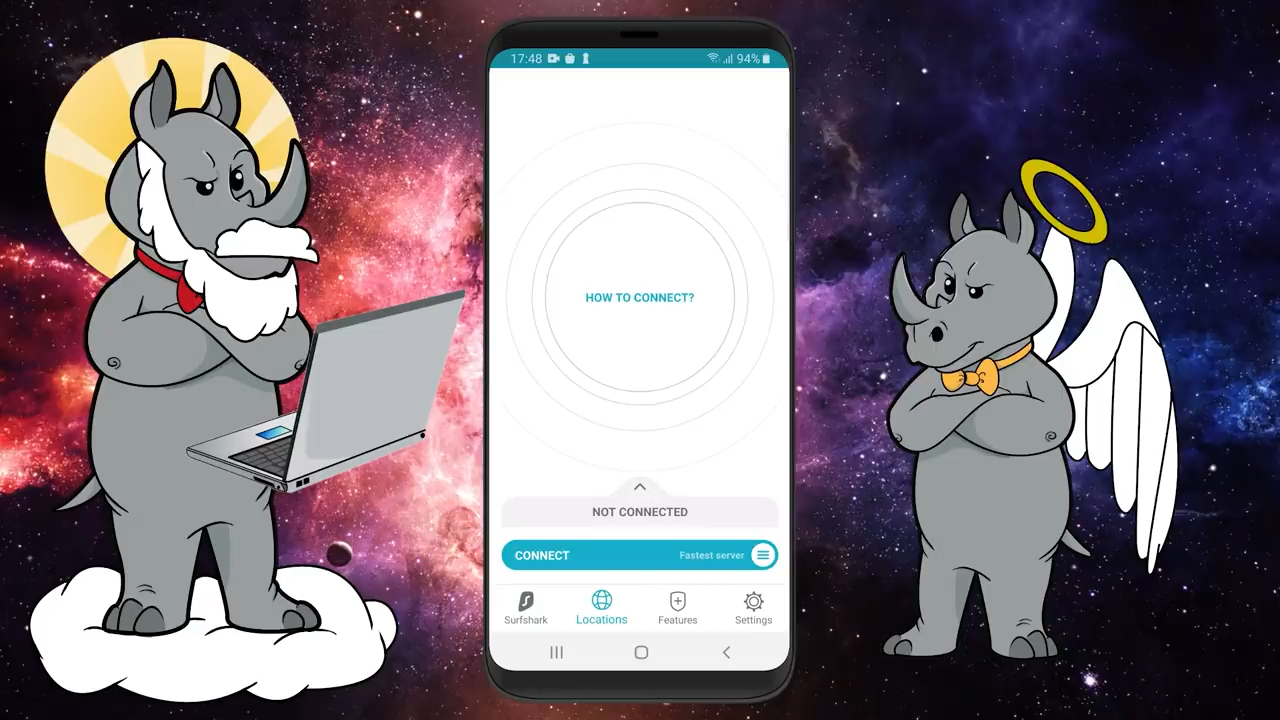 17:48 94%
HOW TO CONNECT?
NOT CONNECTED
CONNECT Fastest server
Surfshark Locations Features Settings